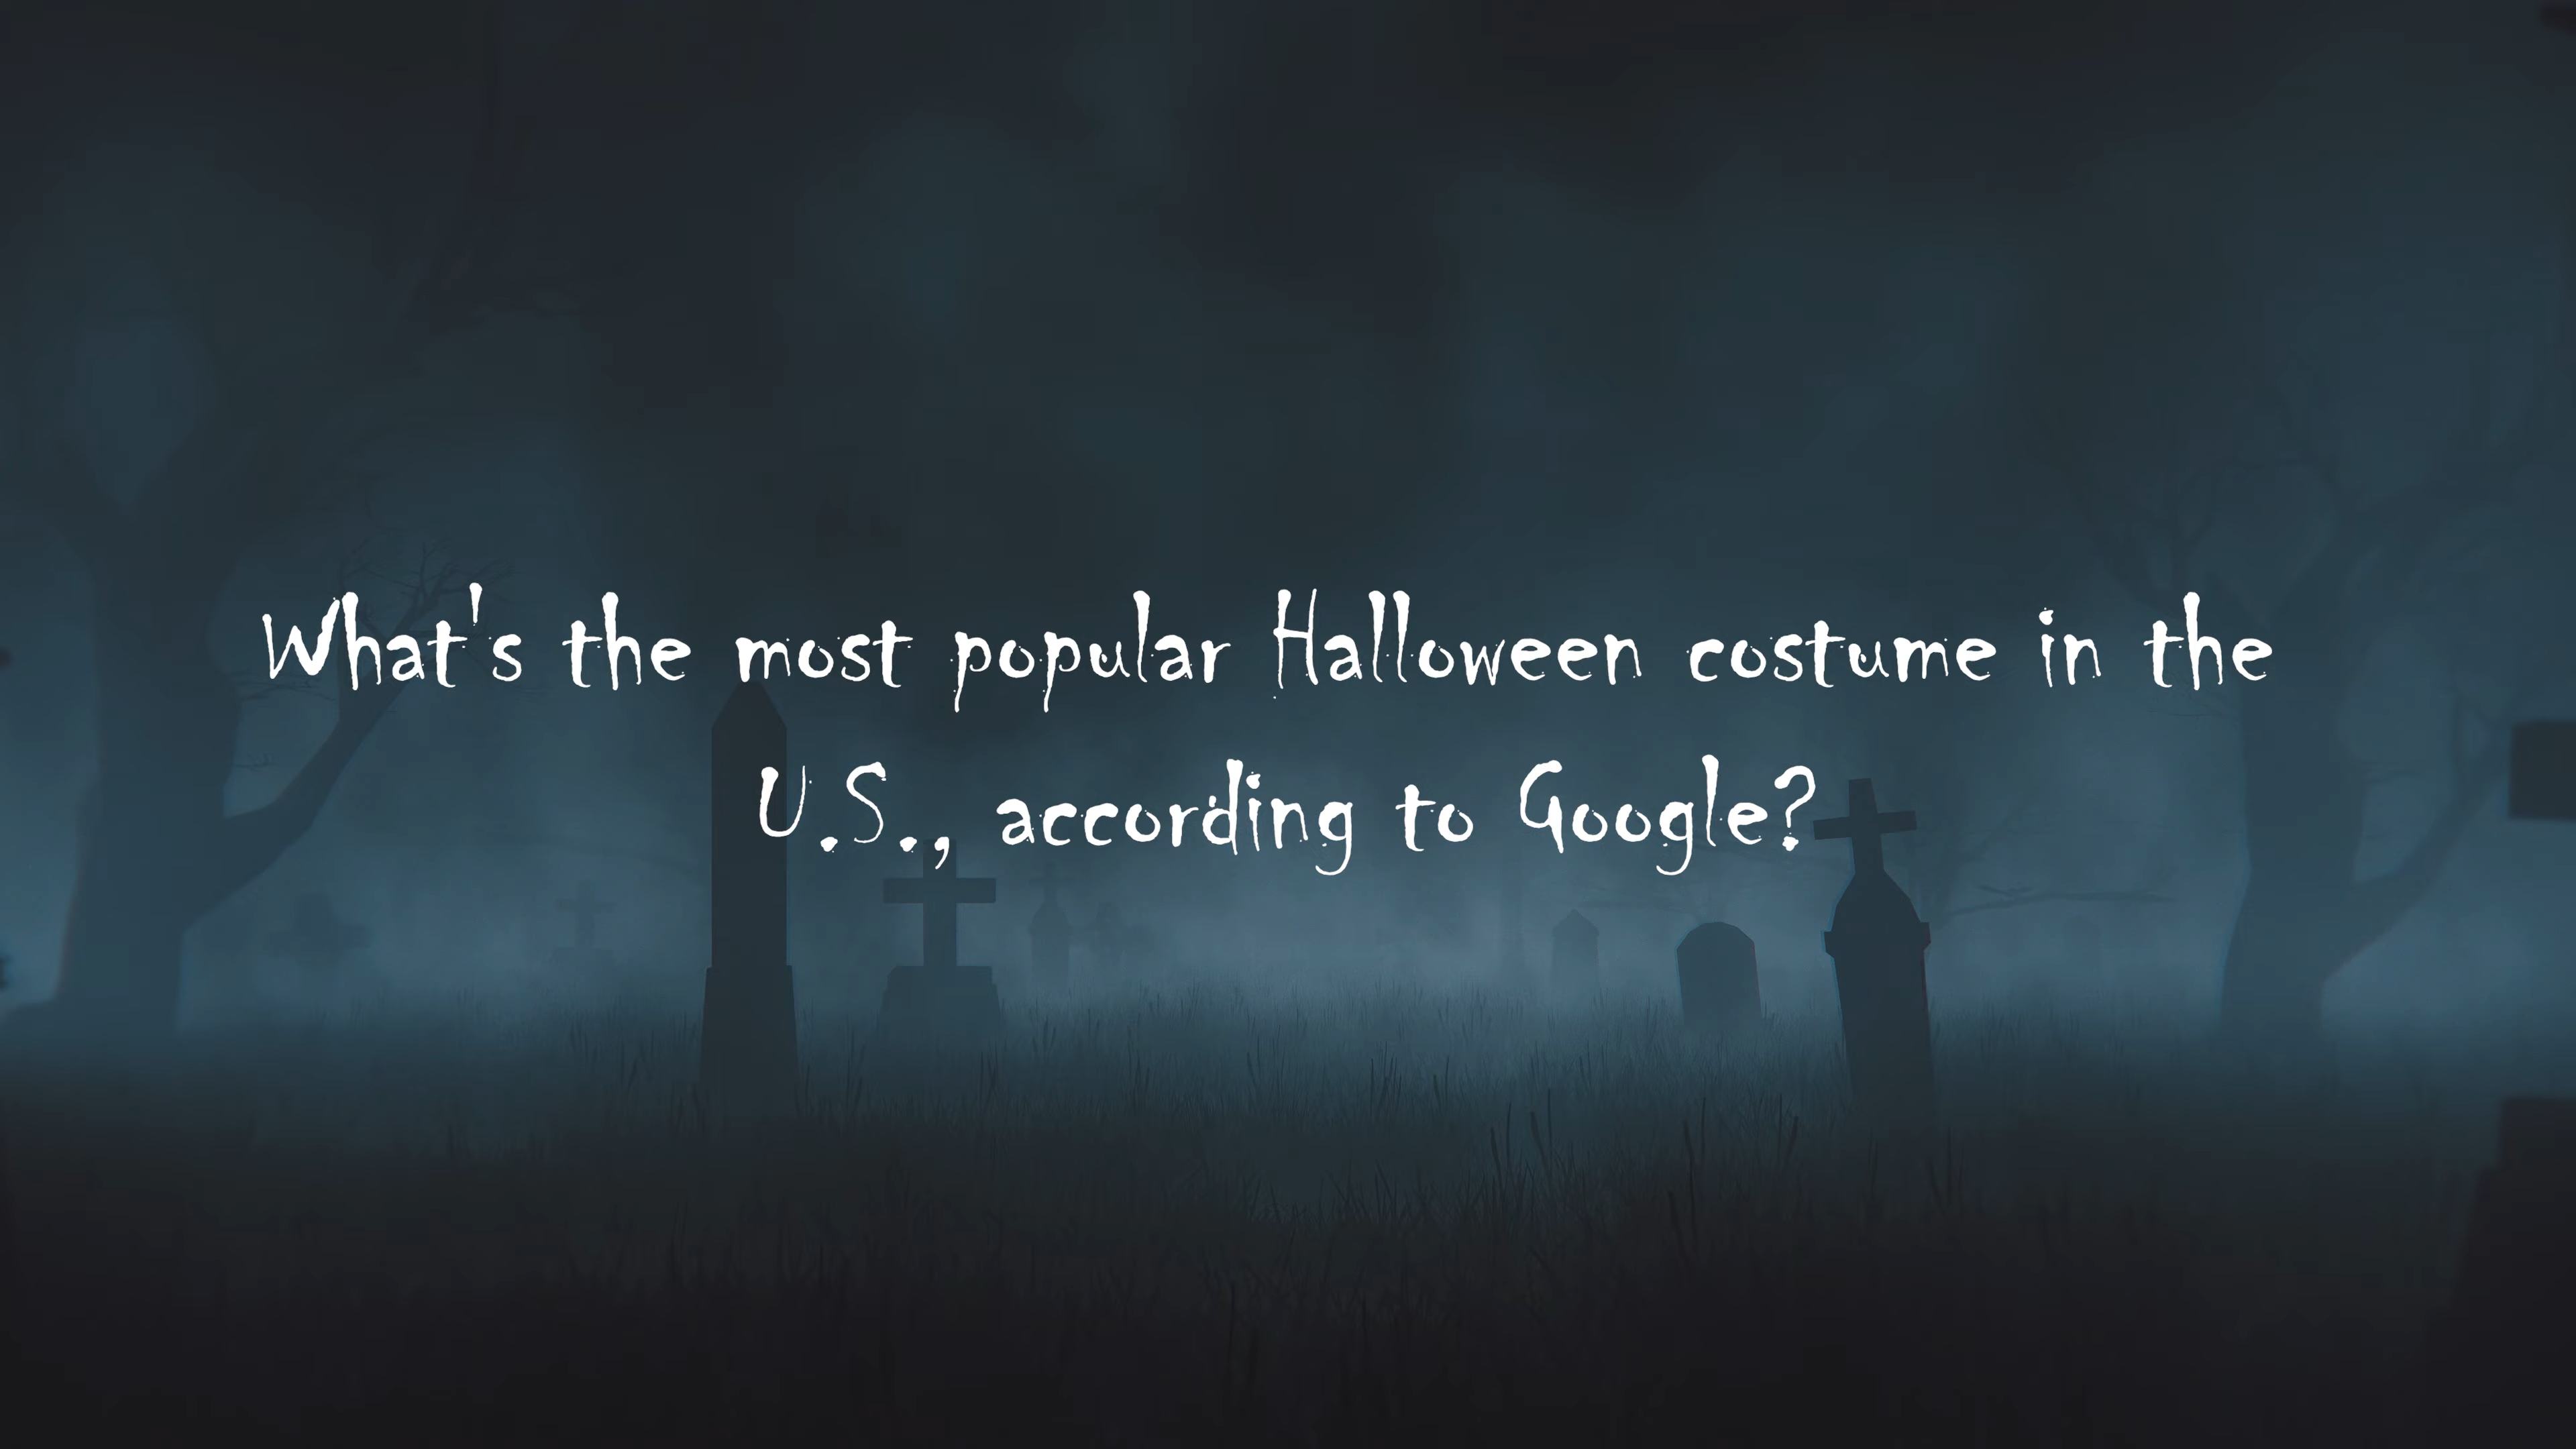 What's the most popular Halloween costume in the
U.S., according to Google?